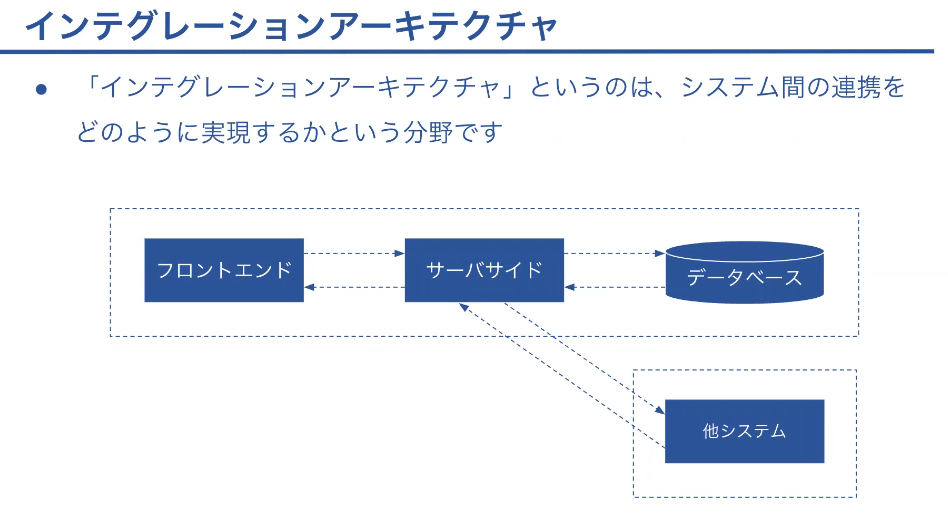 インテグレーションアーキテクチャ
● 「インテグレーションアーキテクチャ」というのは、システム間の連携を
どのように実現するかという分野です
フロントエンド
サーバサイド
データベース
他システム